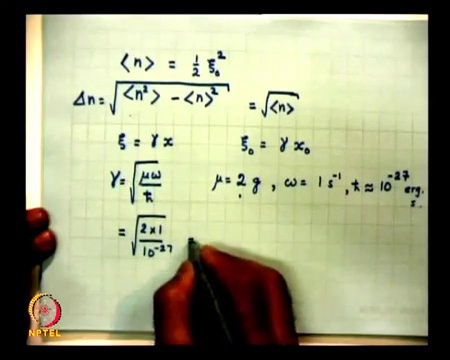 ⟨n⟩ = 1/2 ξ₀²
Δn = √(⟨n²⟩ − ⟨n⟩²) = √⟨n⟩
ξ = γ x ξ₀ = γ x₀
γ = √(μω/ħ) μ = 2 g , ω = 1 s⁻¹ , ħ ≈ 10⁻²⁷ erg. s.
= √(2×1/10⁻²⁷) =
NPTEL